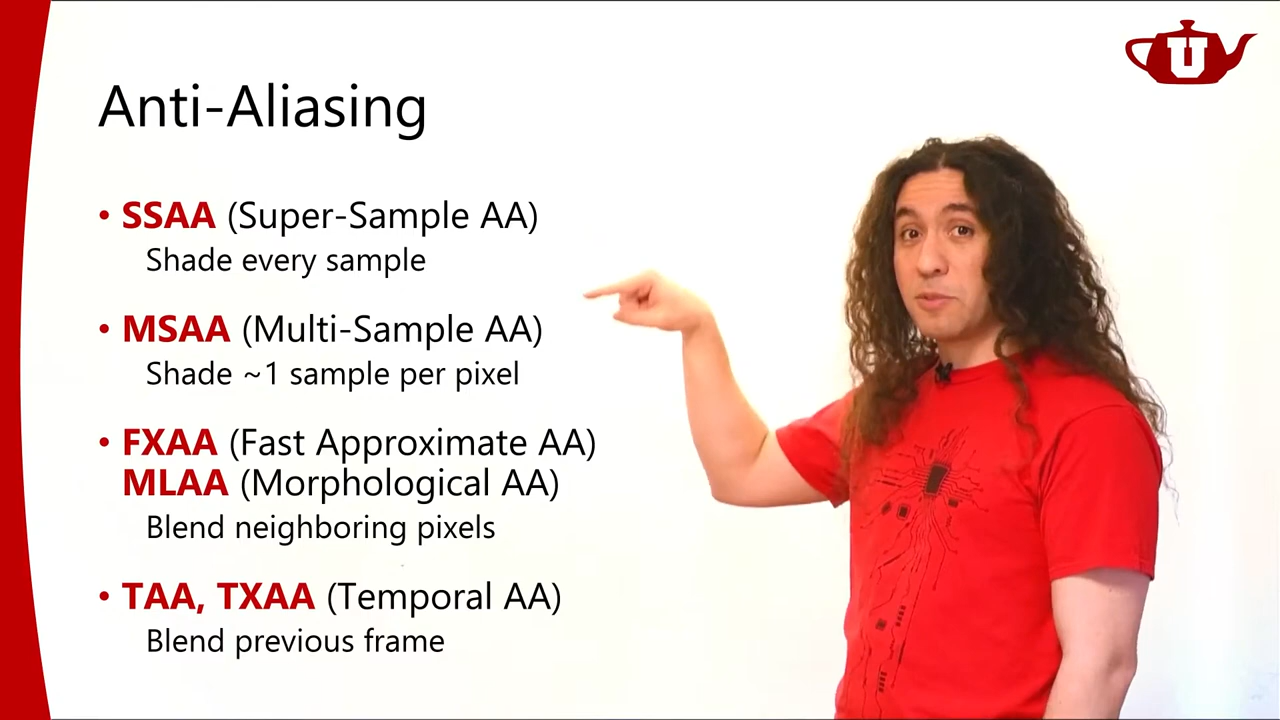 U
Anti-Aliasing
• SSAA (Super-Sample AA)
Shade every sample
• MSAA (Multi-Sample AA)
Shade ~1 sample per pixel
• FXAA (Fast Approximate AA)
MLAA (Morphological AA)
Blend neighboring pixels
• TAA, TXAA (Temporal AA)
Blend previous frame